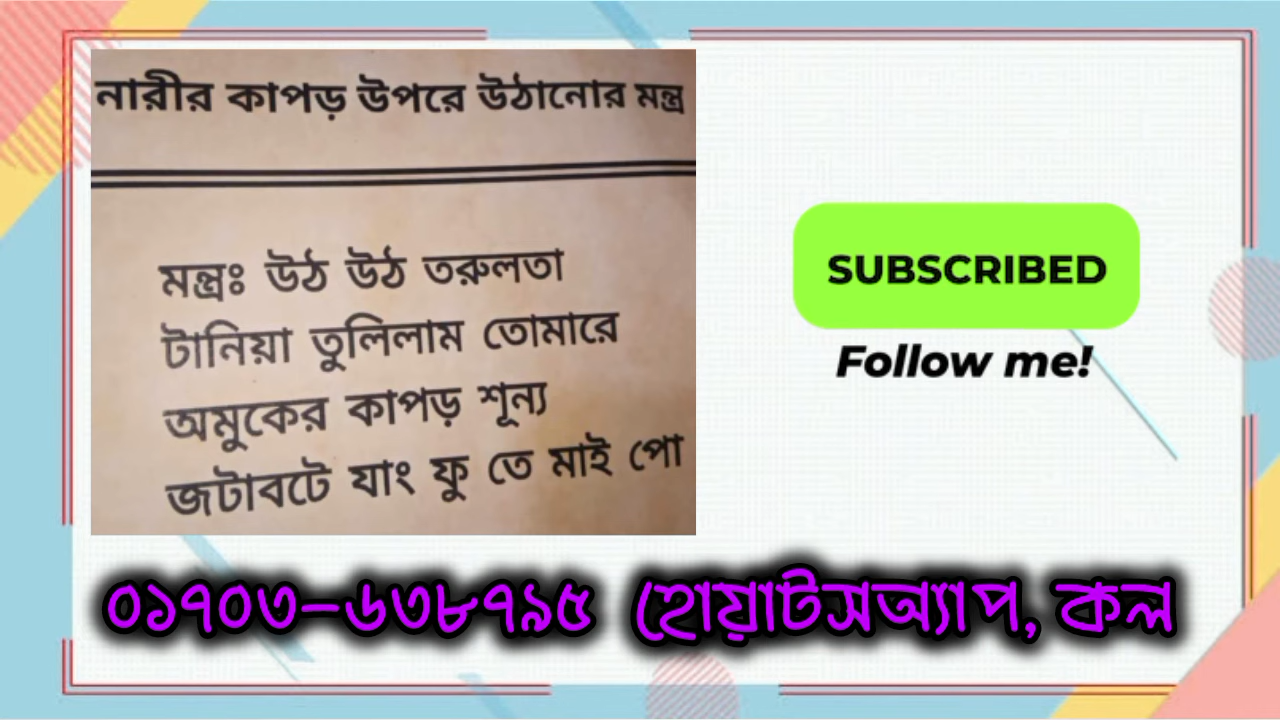 নারীর কাপড় উপরে উঠানোর মন্ত্র
মন্ত্রঃ উঠ উঠ তরুলতা
টানিয়া তুলিলাম তোমারে
অমুকের কাপড় শূন্য
জটাবটে যাং ফু তে মাই পো
SUBSCRIBED
Follow me!
০১৭০৩-৬৩৮৭৯৫ হোয়াটসঅ্যাপ, কল